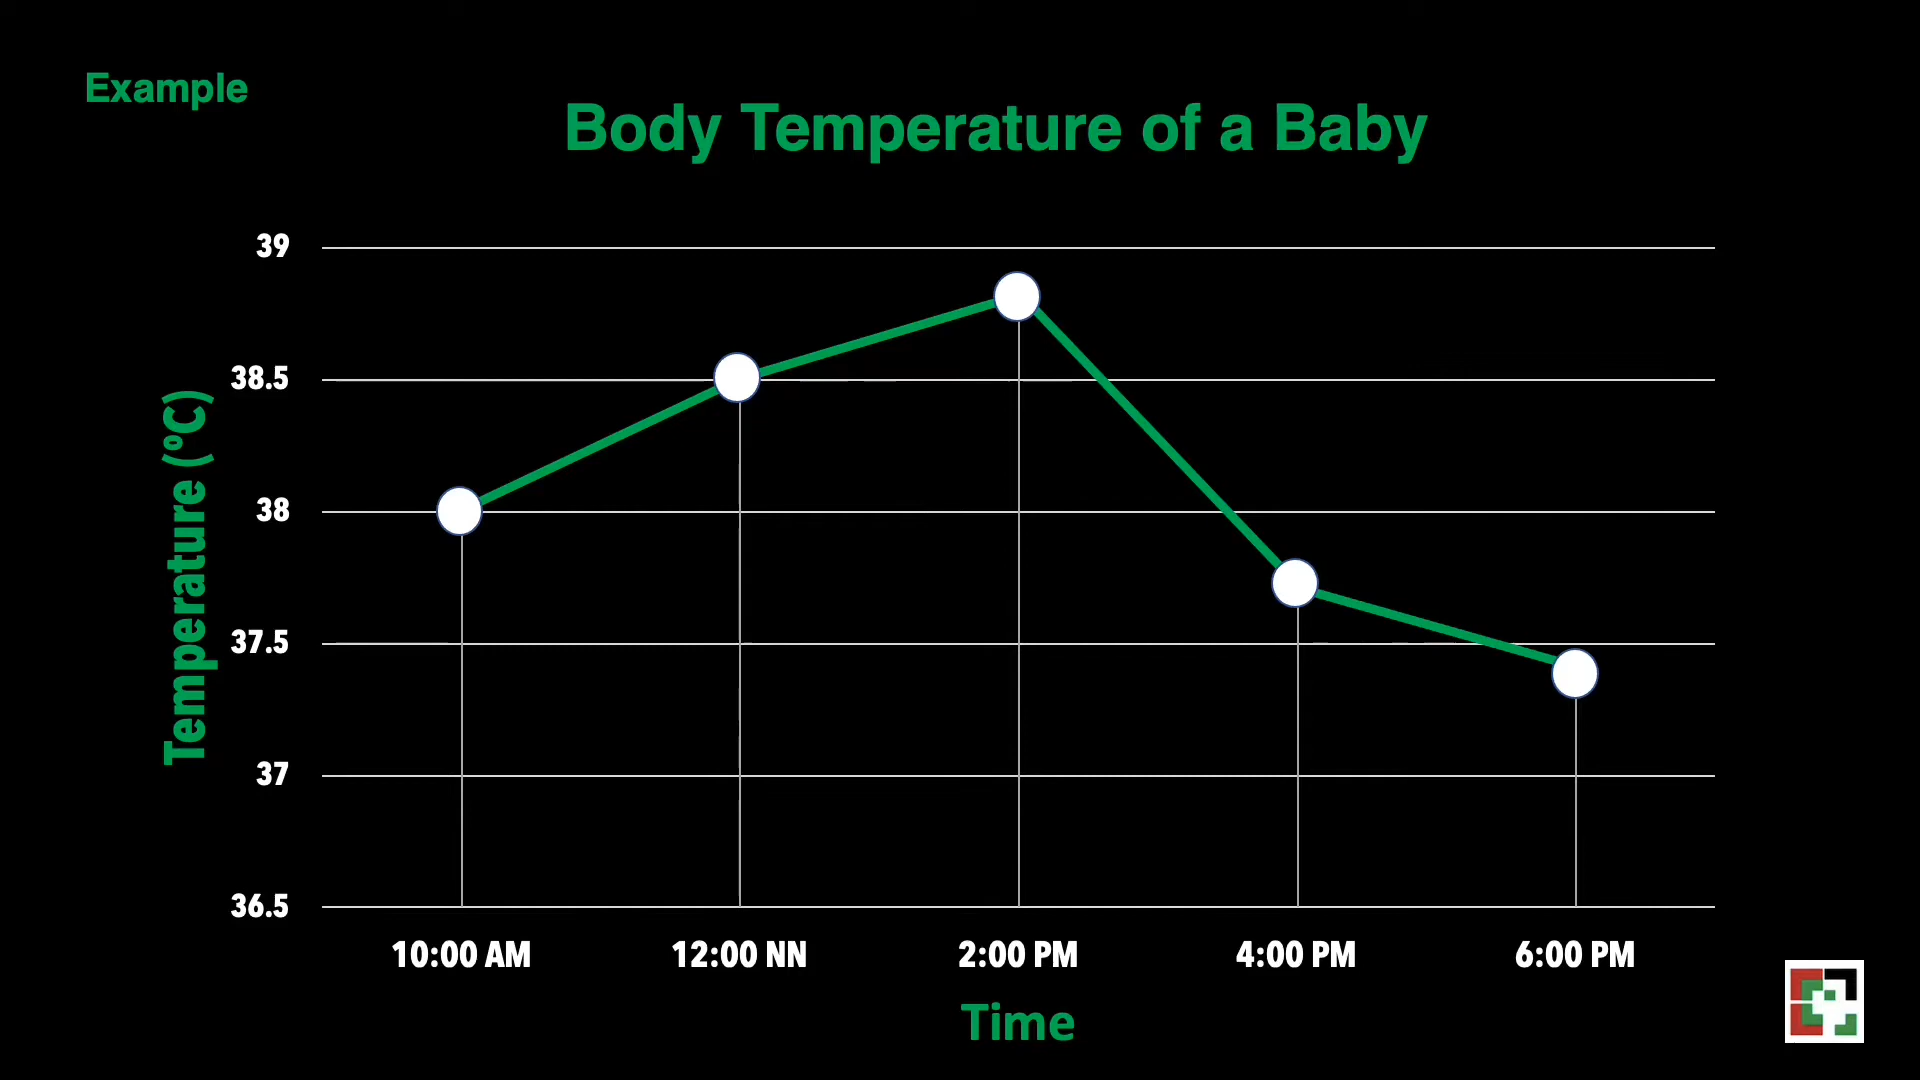 Example
Body Temperature of a Baby
39
38.5
38
37.5
37
36.5
Temperature (ºC)
10:00 AM 12:00 NN 2:00 PM 4:00 PM 6:00 PM
Time